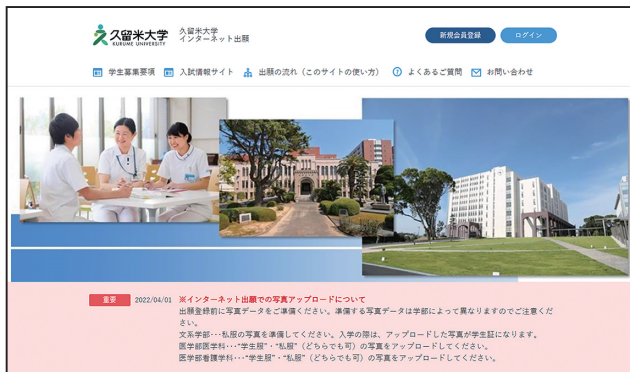 久留米大学
KURUME UNIVERSITY
久留米大学
インターネット出願
新規会員登録
ログイン
学生募集要項
入試情報サイト
出願の流れ（このサイトの使い方）
よくあるご質問
お問い合わせ
重要 2022/04/01 ※インターネット出願での写真アップロードについて
出願登録前に写真データをご準備ください。準備する写真データは学部によって異なりますのでご注意くだ
さい。
文系学部・・・私服の写真を準備してください。入学の際は、アップロードした写真が学生証になります。
医学部医学科・・・“学生服”・“私服”（どちらでも可）の写真をアップロードしてください。
医学部看護学科・・・“学生服”・“私服”（どちらでも可）の写真をアップロードしてください。